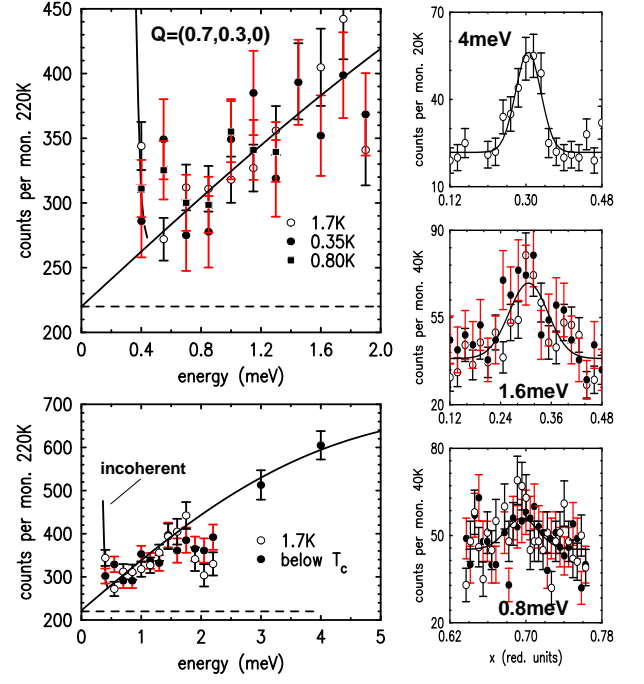 450
400
350
300
250
200
counts per mon. 220K
Q=(0.7,0.3,0)
1.7K
0.35K
0.80K
0 0.4 0.8 1.2 1.6 2.0
energy (meV)
700
600
500
400
300
200
counts per mon. 220K
incoherent
1.7K
below Tc
0 1 2 3 4 5
energy (meV)
70
40
10
counts per mon. 20K
4meV
0.12 0.30 0.48
90
55
20
counts per mon. 40K
1.6meV
0.12 0.24 0.36 0.48
80
50
20
counts per mon. 40K
0.8meV
0.62 0.70 0.78
x (red. units)